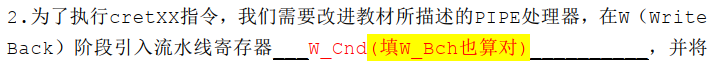 2.为了执行cretXX指令，我们需要改进教材所描述的PIPE处理器，在W（Write
Back）阶段引入流水线寄存器___W_Cnd(填W_Bch也算对)__________，并将